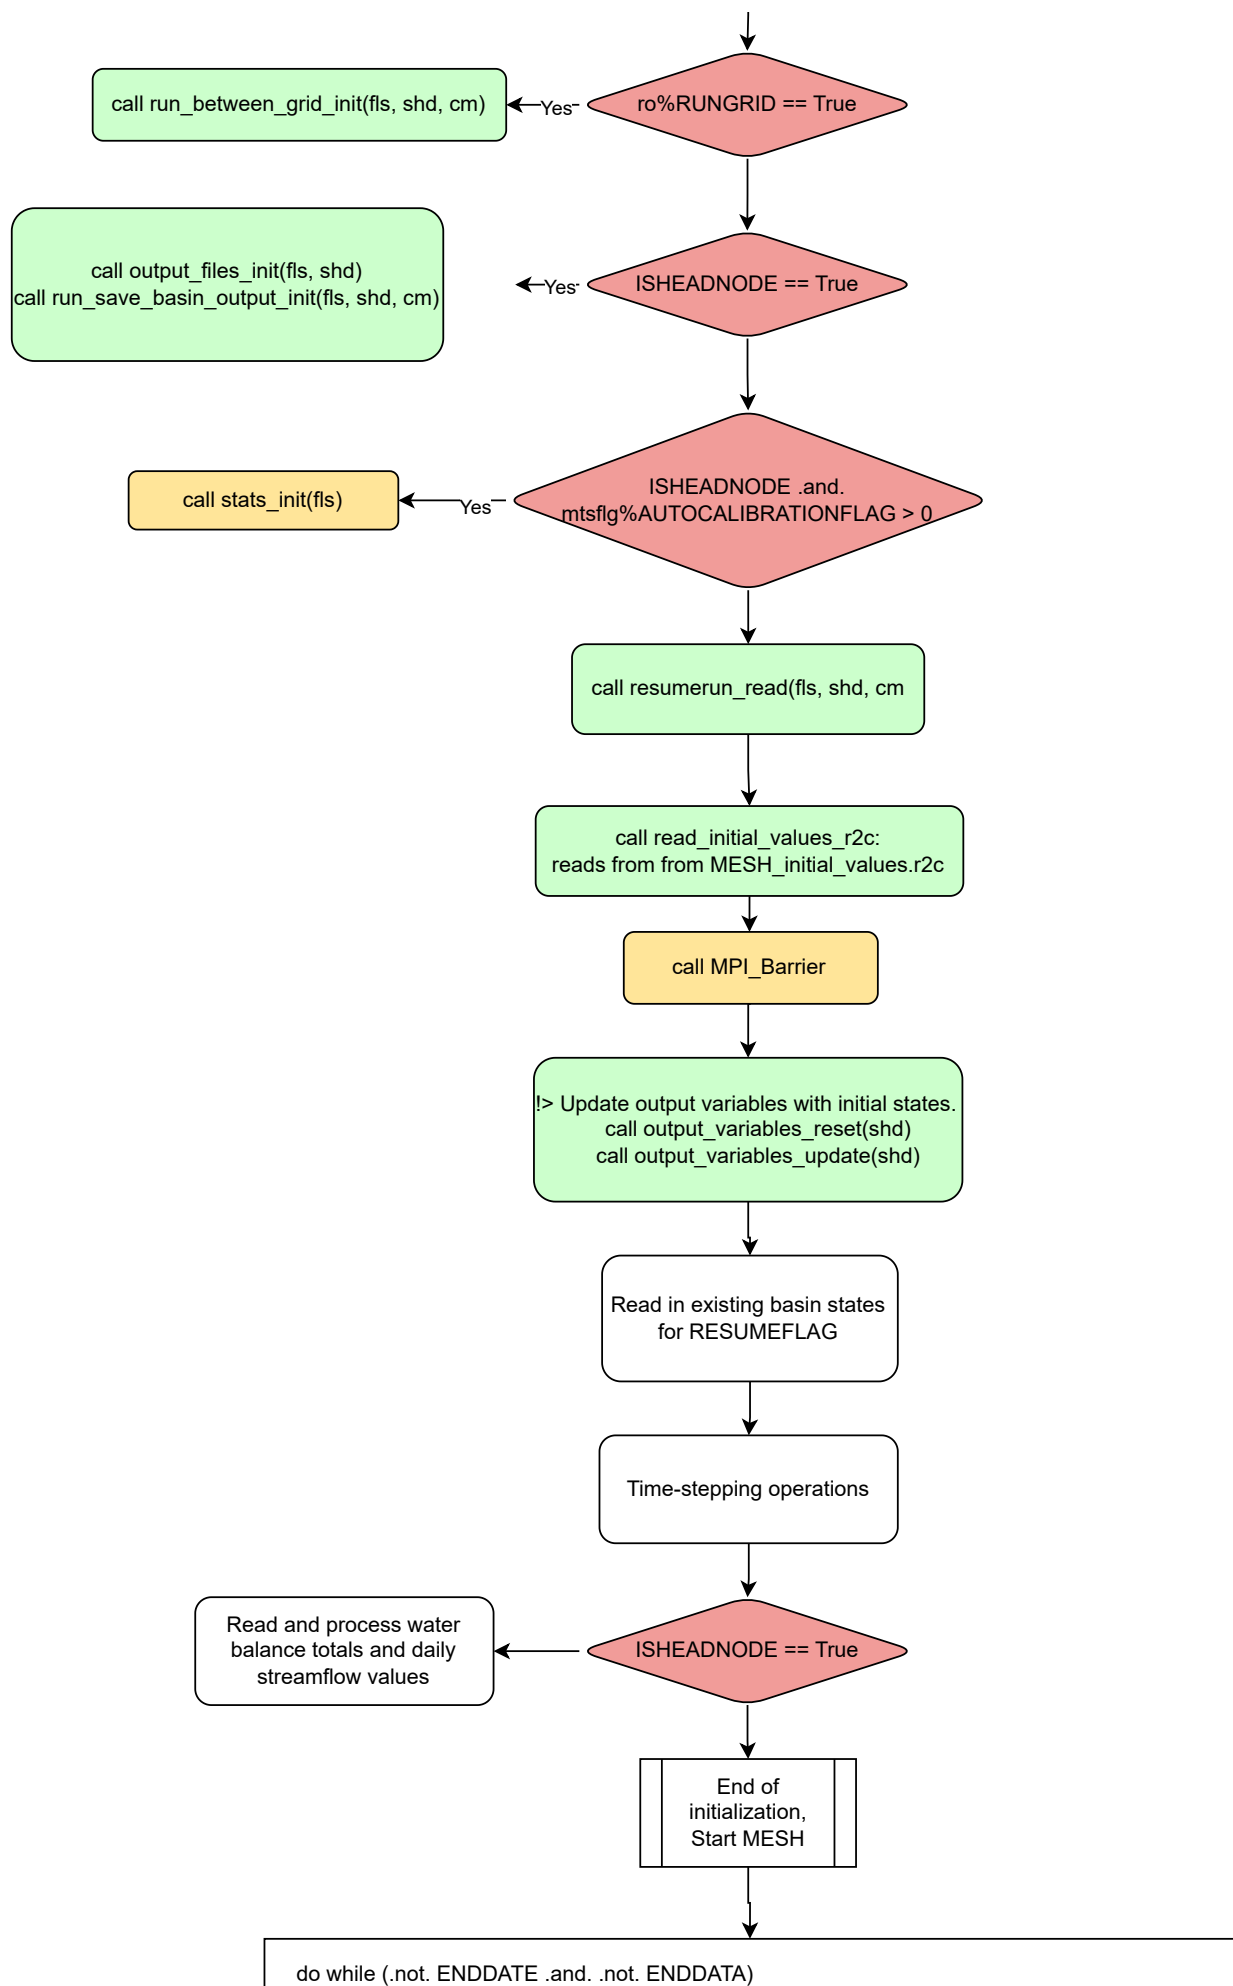 ro%RUNGRID == True
Yes
call run_between_grid_init(fls, shd, cm)
ISHEADNODE == True
Yes
call output_files_init(fls, shd)
call run_save_basin_output_init(fls, shd, cm)
ISHEADNODE .and.
mtsflg%AUTOCALIBRATIONFLAG > 0
Yes
call stats_init(fls)
call resumerun_read(fls, shd, cm
call read_initial_values_r2c:
reads from from MESH_initial_values.r2c
call MPI_Barrier
!> Update output variables with initial states.
call output_variables_reset(shd)
call output_variables_update(shd)
Read in existing basin states
for RESUMEFLAG
Time-stepping operations
ISHEADNODE == True
Read and process water
balance totals and daily
streamflow values
End of
initialization,
Start MESH
do while (.not. ENDDATE .and. .not. ENDDATA)